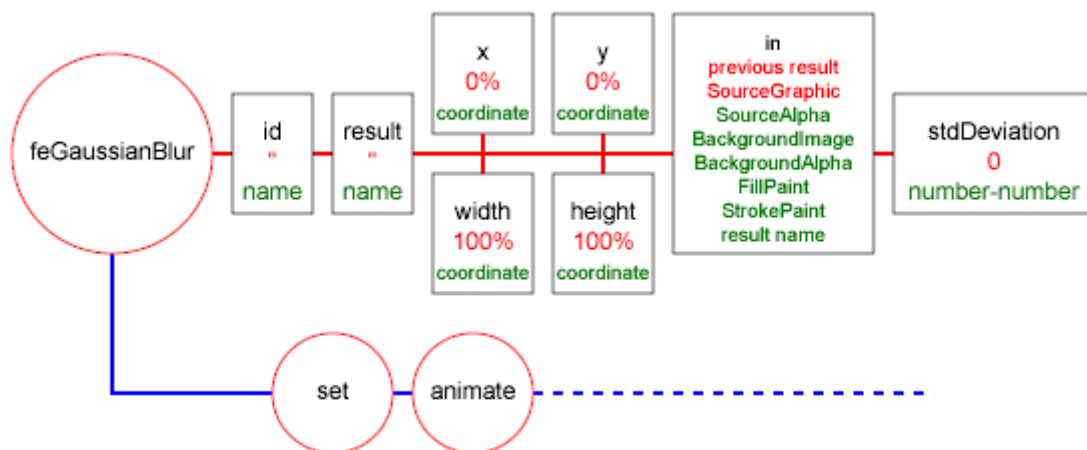 feGaussianBlur
id
"
name
result
"
name
x
0%
coordinate
width
100%
coordinate
y
0%
coordinate
height
100%
coordinate
in
previous result
SourceGraphic
SourceAlpha
BackgroundImage
BackgroundAlpha
FillPaint
StrokePaint
result name
stdDeviation
0
number-number
set
animate